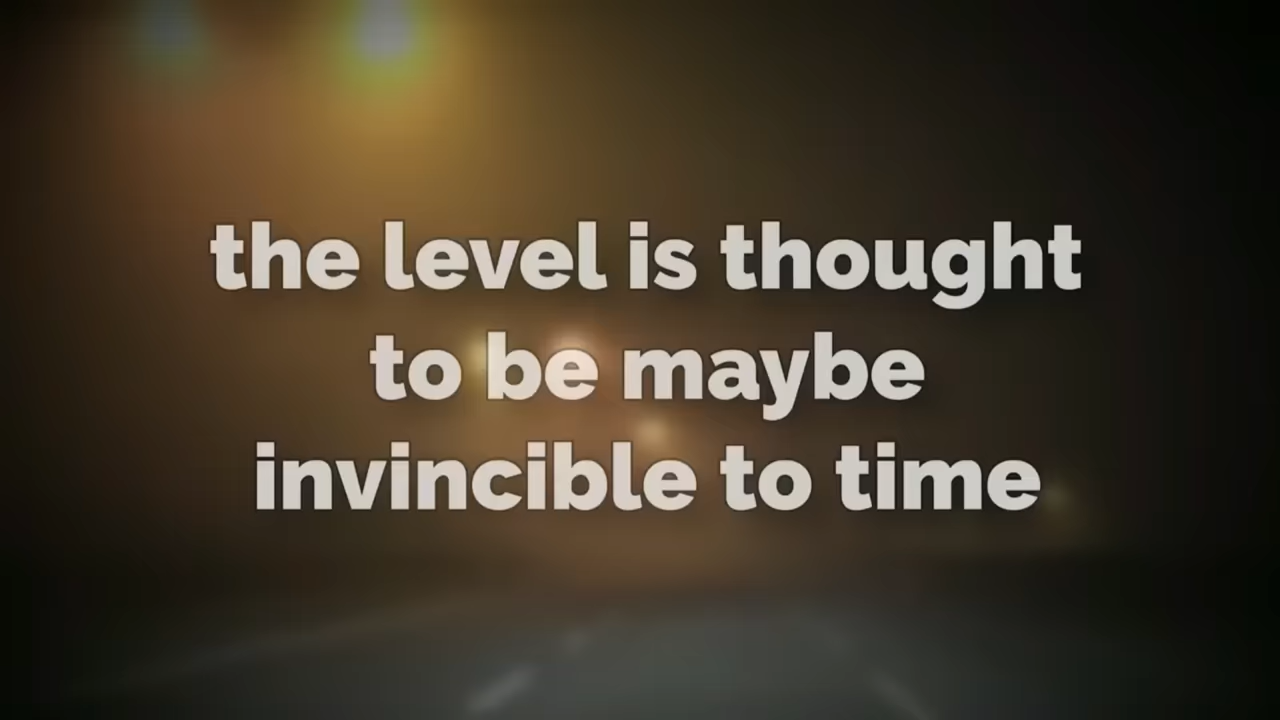 the level is thought
to be maybe
invincible to time